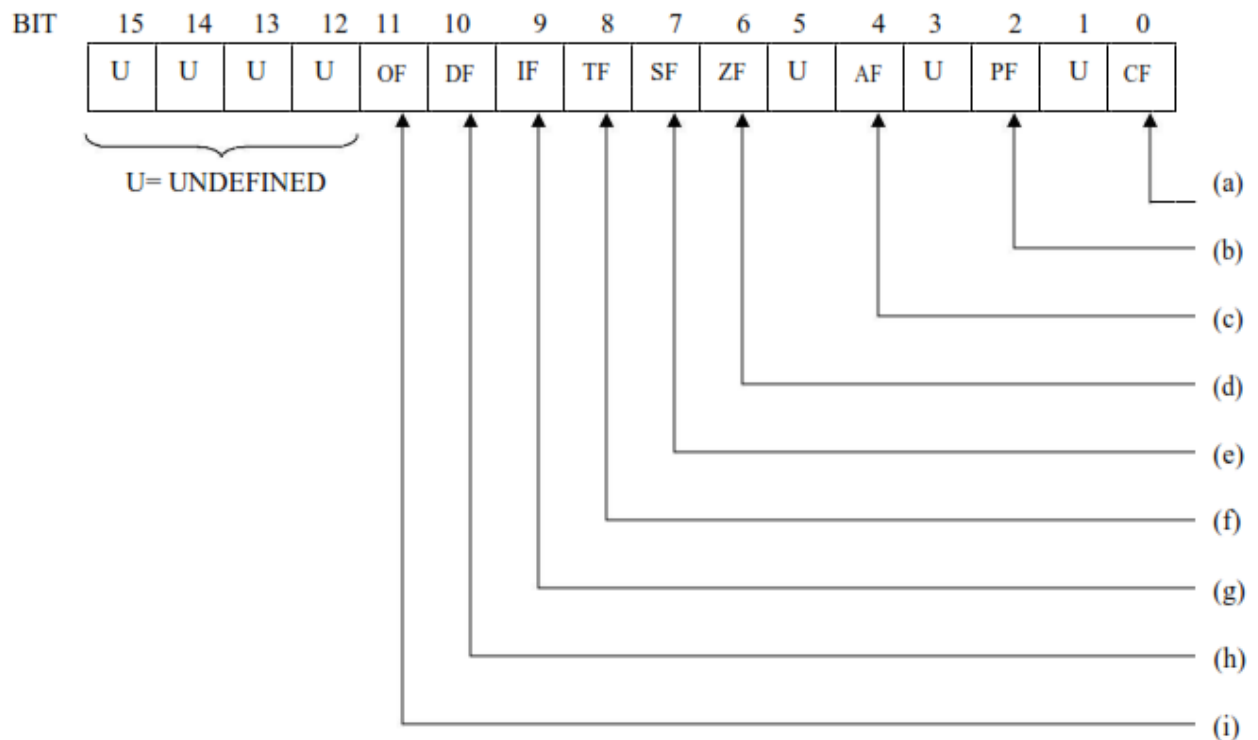 BIT 15 14 13 12 11 10 9 8 7 6 5 4 3 2 1 0
U U U U OF DF IF TF SF ZF U AF U PF U CF
U= UNDEFINED
(a)
(b)
(c)
(d)
(e)
(f)
(g)
(h)
(i)